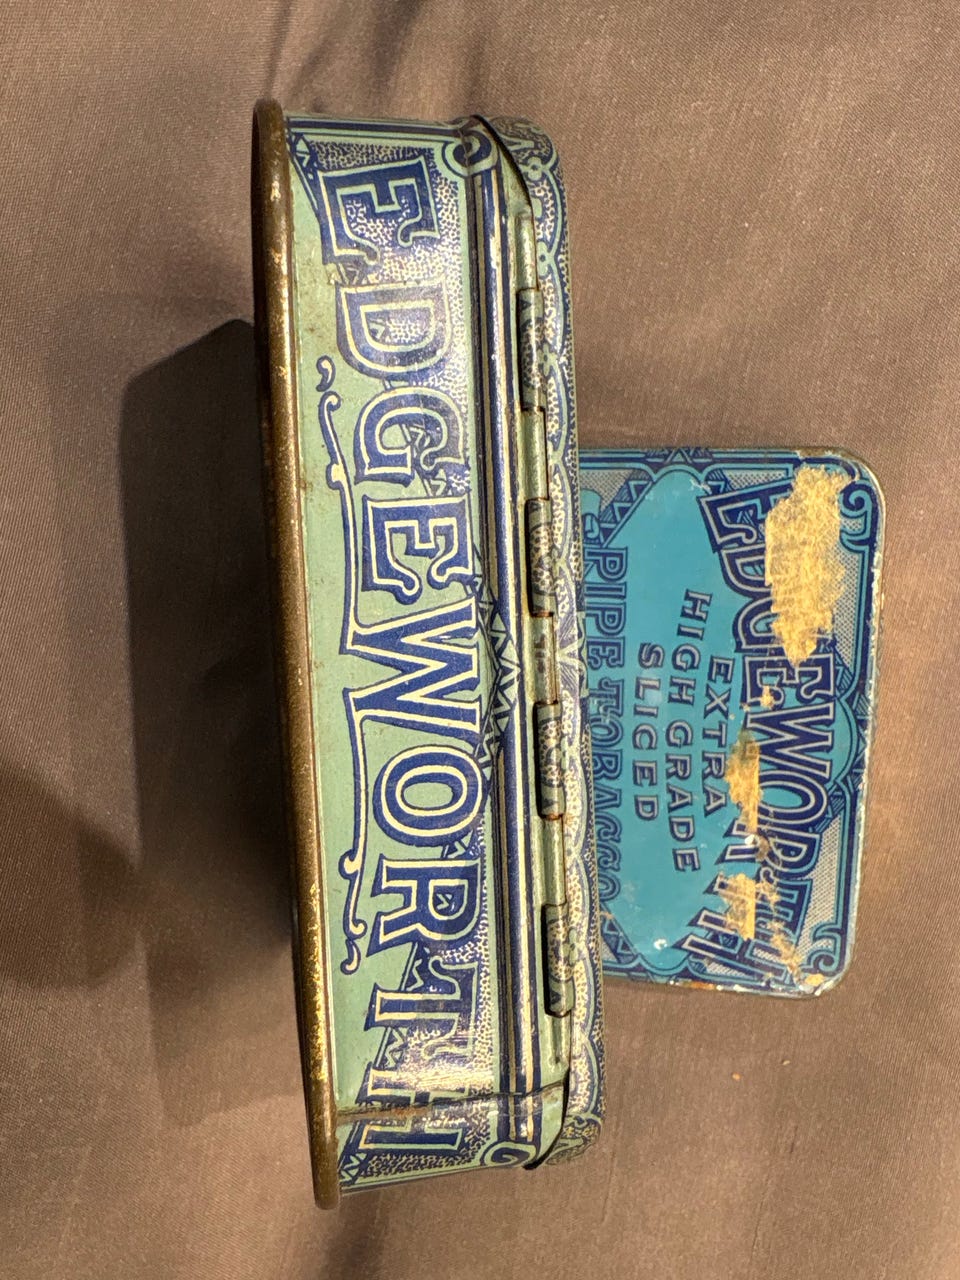 EDGEWORTH
EDGEWORTH
EXTRA
HIGH GRADE
SLICED
PIPE TOBACCO